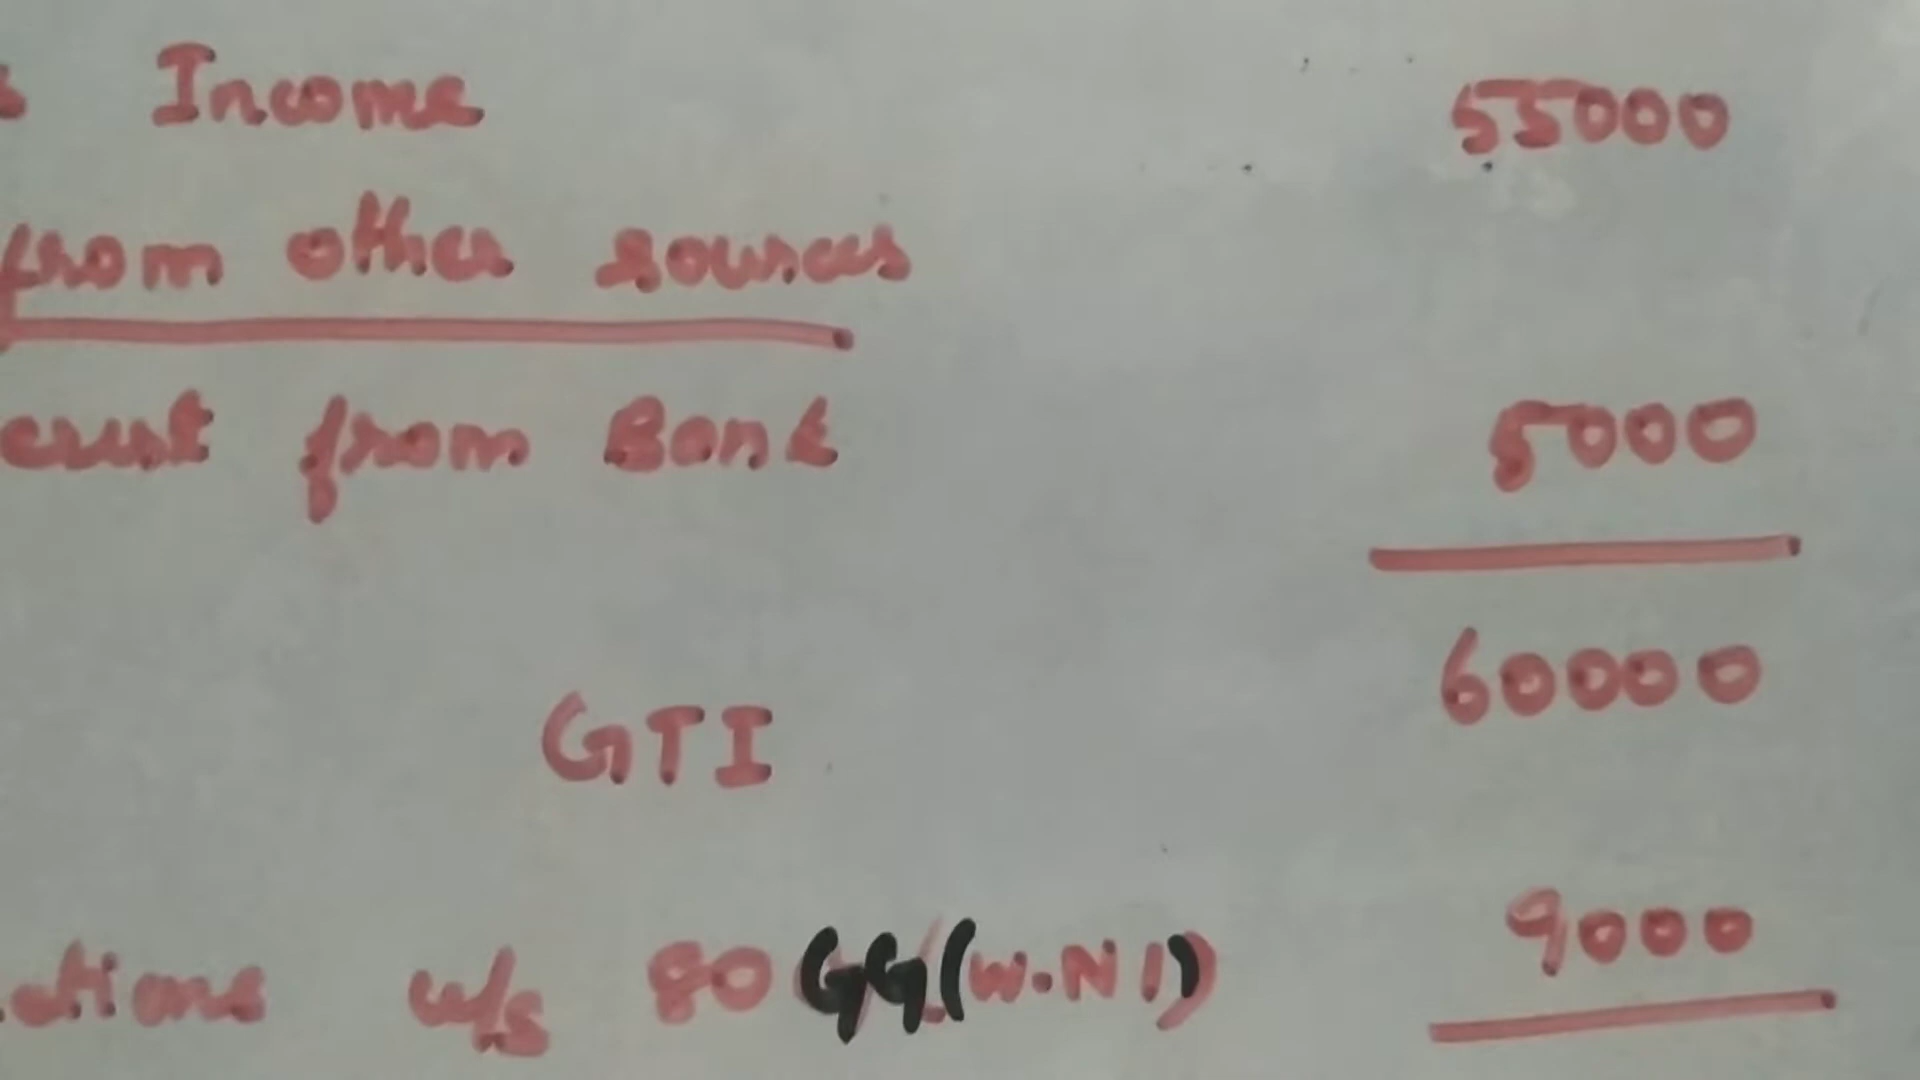 Income 55000
from other sources
from Bank 5000
60000
GTI
9000
u/s 80 GG (W.N 1)